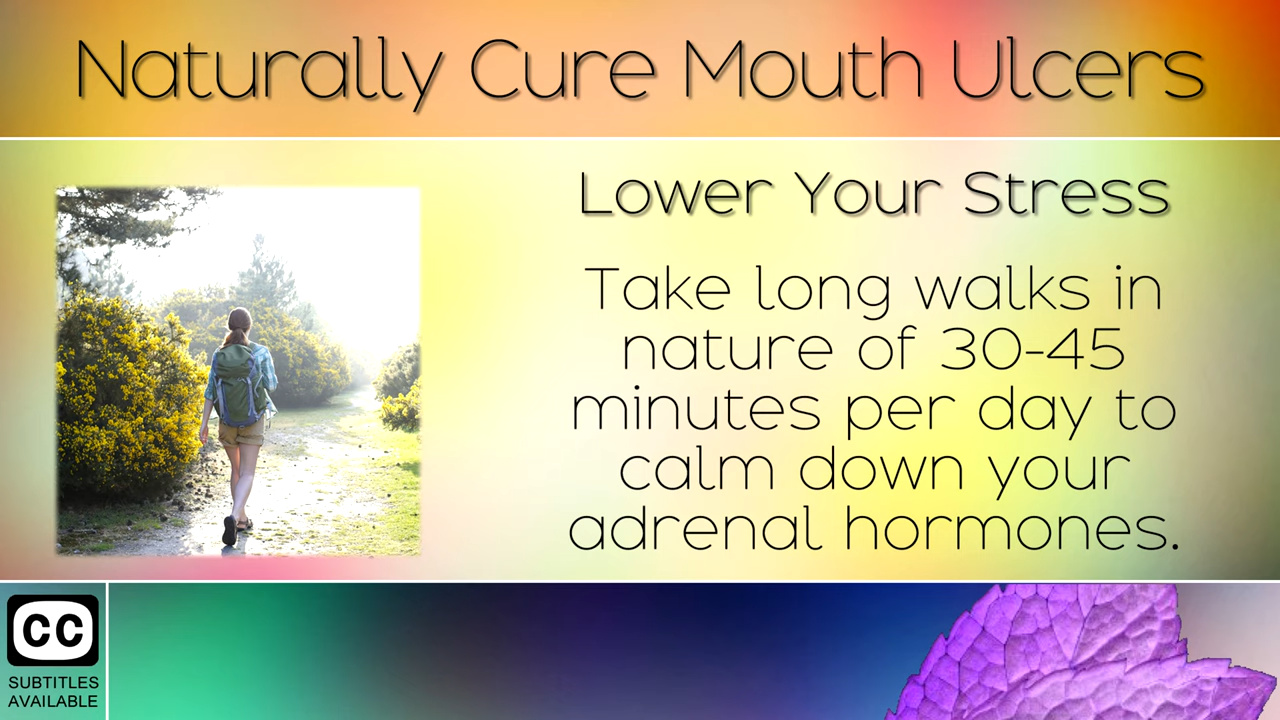 Naturally Cure Mouth Ulcers
Lower Your Stress
Take long walks in
nature of 30-45
minutes per day to
calm down your
adrenal hormones.
CC
SUBTITLES
AVAILABLE